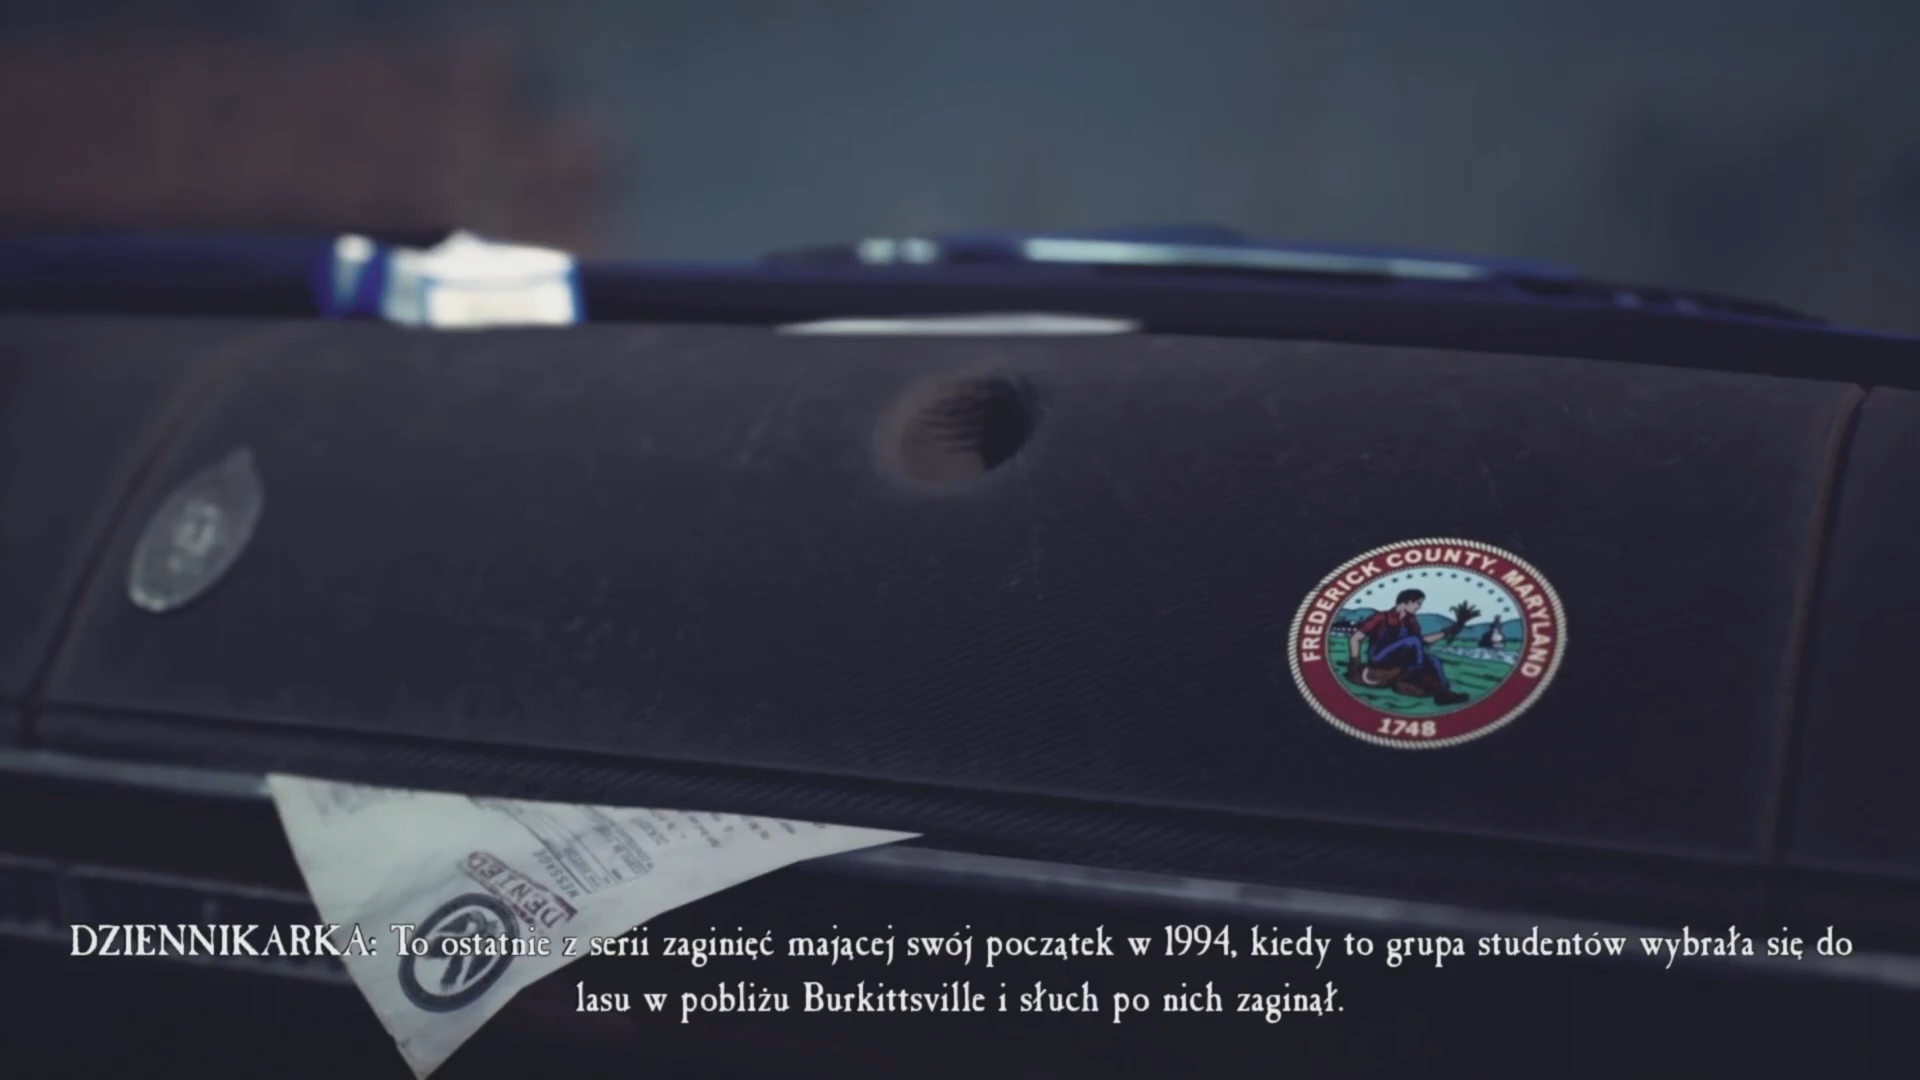 FREDERICK COUNTY, MARYLAND
1748
MESSAGE
DENIED
DZIENNIKARKA: To ostatnie z serii zaginięć mającej swój początek w 1994, kiedy to grupa studentów wybrała się do
lasu w pobliżu Burkittsville i słuch po nich zaginął.